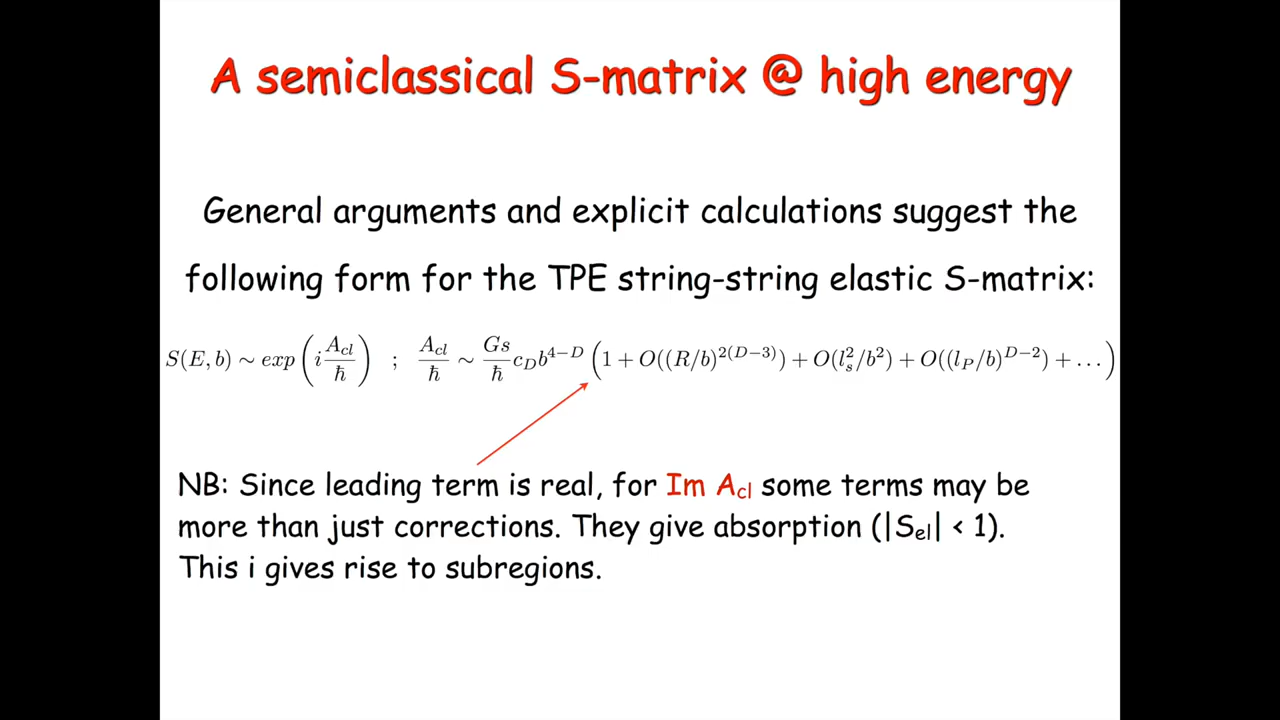 A semiclassical S-matrix @ high energy
General arguments and explicit calculations suggest the
following form for the TPE string-string elastic S-matrix:
S(E, b) ∼ exp(i A_cl/ħ) ; A_cl/ħ ∼ Gs/ħ c_D b^{4−D} (1 + O((R/b)^{2(D−3)}) + O(l_s^2/b^2) + O((l_P/b)^{D−2}) + ...)
NB: Since leading term is real, for Im A_cl some terms may be
more than just corrections. They give absorption (|S_el| < 1).
This i gives rise to subregions.